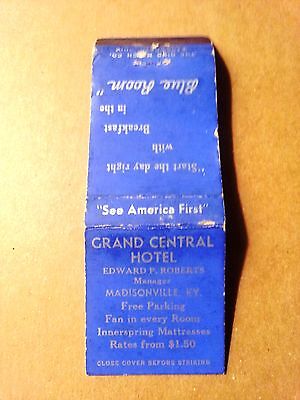 "Start the day right
with
Breakfast
in the
Blue Room"
"See America First"
GRAND CENTRAL
HOTEL
EDWARD P. ROBERTS
Manager
MADISONVILLE, KY.
Free Parking
Fan in every Room
Innerspring Mattresses
Rates from $1.50
CLOSE COVER BEFORE STRIKING